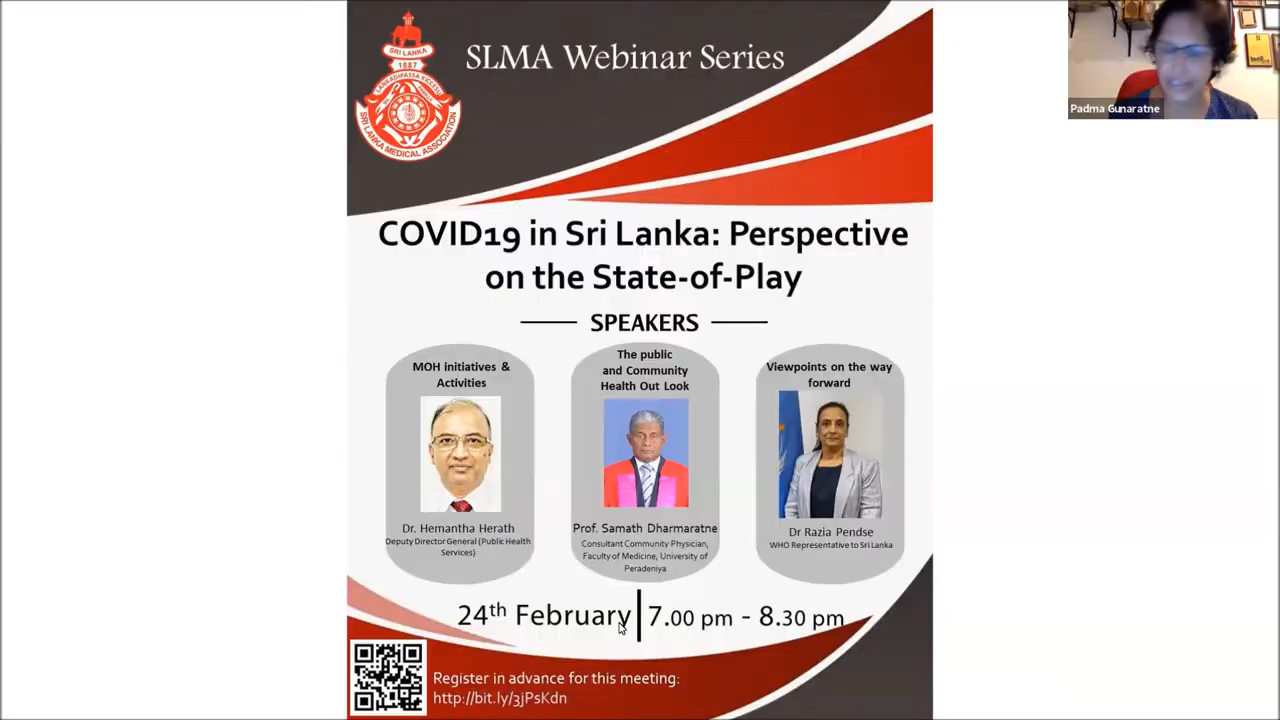 SLMA Webinar Series
SRI LANKA
1887
SRI LANKA MEDICAL ASSOCIATION
Padma Gunaratne
COVID19 in Sri Lanka: Perspective
on the State-of-Play
SPEAKERS
MOH initiatives &
Activities
Dr. Hemantha Herath
Deputy Director General (Public Health
Services)
The public
and Community
Health Out Look
Prof. Samath Dharmaratne
Consultant Community Physician,
Faculty of Medicine, University of
Peradeniya
Viewpoints on the way
forward
Dr Razia Pendse
WHO Representative to Sri Lanka
24th February 7.00 pm - 8.30 pm
Register in advance for this meeting:
http://bit.ly/3jPsKdn